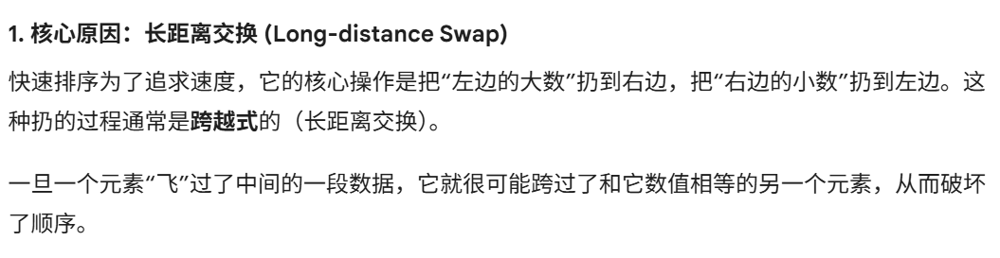 1. 核心原因：长距离交换 (Long-distance Swap)
快速排序为了追求速度，它的核心操作是把“左边的大数”扔到右边，把“右边的小数”扔到左边。这
种扔的过程通常是跨越式的（长距离交换）。
一旦一个元素“飞”过了中间的一段数据，它就很可能跨过了和它数值相等的另一个元素，从而破坏
了顺序。